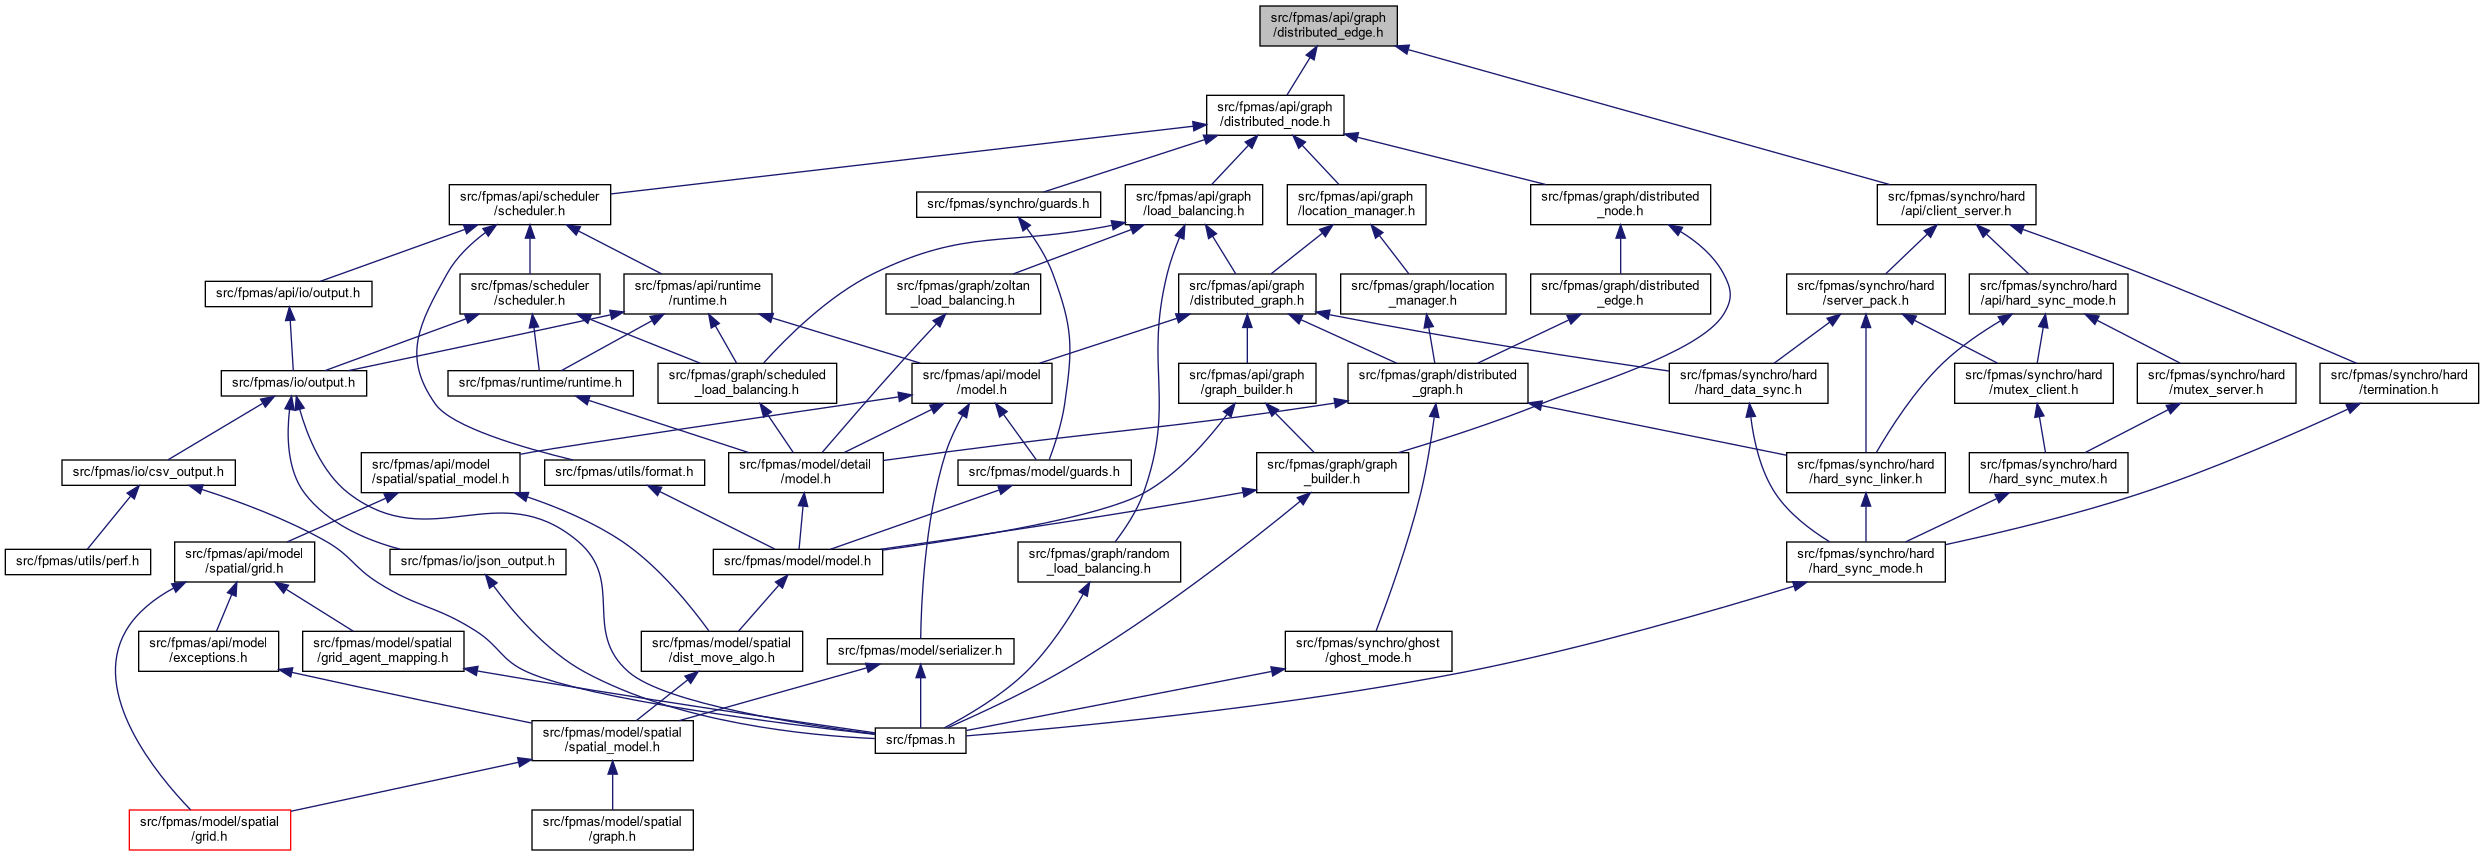 src/fpmas/api/graph
/distributed_edge.h
src/fpmas/api/graph
/distributed_node.h
src/fpmas/api/scheduler
/scheduler.h
src/fpmas/synchro/guards.h
src/fpmas/api/graph
/load_balancing.h
src/fpmas/api/graph
/location_manager.h
src/fpmas/graph/distributed
_node.h
src/fpmas/synchro/hard
/api/client_server.h
src/fpmas/api/io/output.h
src/fpmas/scheduler
/scheduler.h
src/fpmas/api/runtime
/runtime.h
src/fpmas/graph/zoltan
_load_balancing.h
src/fpmas/api/graph
/distributed_graph.h
src/fpmas/graph/location
_manager.h
src/fpmas/graph/distributed
_edge.h
src/fpmas/synchro/hard
/server_pack.h
src/fpmas/synchro/hard
/api/hard_sync_mode.h
src/fpmas/io/output.h
src/fpmas/runtime/runtime.h
src/fpmas/graph/scheduled
_load_balancing.h
src/fpmas/api/model
/model.h
src/fpmas/api/graph
/graph_builder.h
src/fpmas/graph/distributed
_graph.h
src/fpmas/synchro/hard
/hard_data_sync.h
src/fpmas/synchro/hard
/mutex_client.h
src/fpmas/synchro/hard
/mutex_server.h
src/fpmas/synchro/hard
/termination.h
src/fpmas/io/csv_output.h
src/fpmas/api/model
/spatial/spatial_model.h
src/fpmas/utils/format.h
src/fpmas/model/detail
/model.h
src/fpmas/model/guards.h
src/fpmas/graph/graph
_builder.h
src/fpmas/synchro/hard
/hard_sync_linker.h
src/fpmas/synchro/hard
/hard_sync_mutex.h
src/fpmas/utils/perf.h
src/fpmas/api/model
/spatial/grid.h
src/fpmas/io/json_output.h
src/fpmas/model/model.h
src/fpmas/graph/random
_load_balancing.h
src/fpmas/synchro/hard
/hard_sync_mode.h
src/fpmas/api/model
/exceptions.h
src/fpmas/model/spatial
/grid_agent_mapping.h
src/fpmas/model/spatial
/dist_move_algo.h
src/fpmas/model/serializer.h
src/fpmas/synchro/ghost
/ghost_mode.h
src/fpmas/model/spatial
/spatial_model.h
src/fpmas.h
src/fpmas/model/spatial
/grid.h
src/fpmas/model/spatial
/graph.h